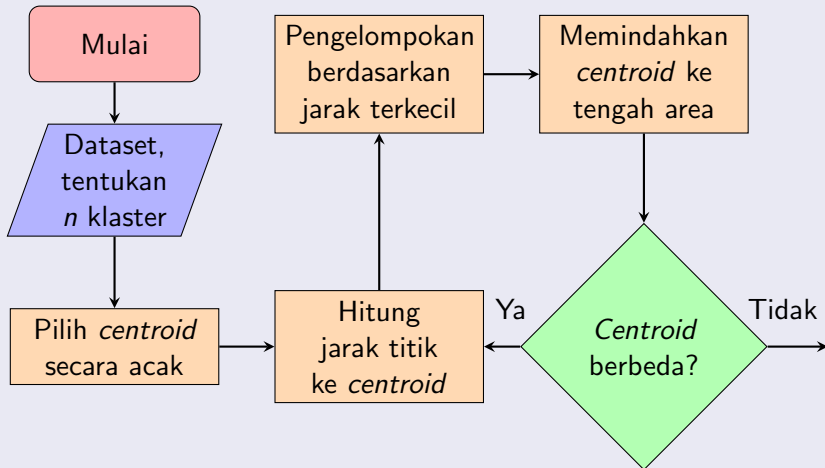 Mulai
Dataset,
tentukan
n klaster
Pilih centroid
secara acak
Hitung
jarak titik
ke centroid
Pengelompokan
berdasarkan
jarak terkecil
Memindahkan
centroid ke
tengah area
Centroid
berbeda?
Ya
Tidak